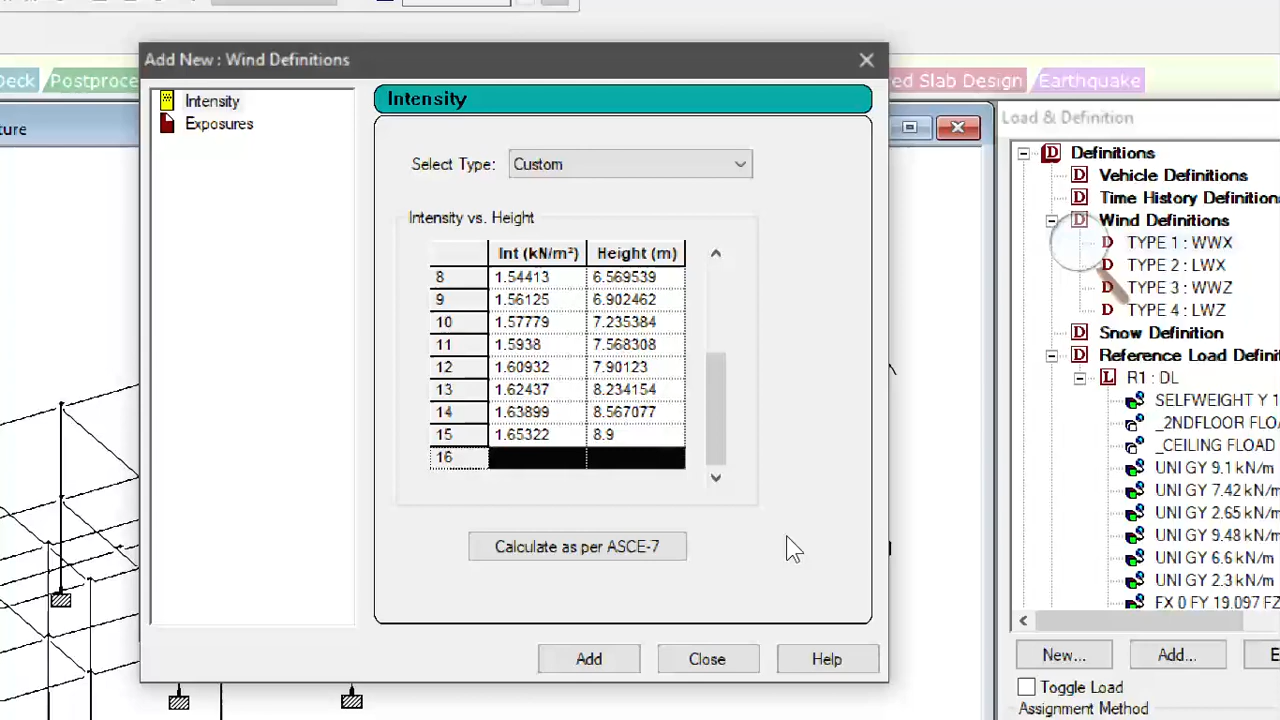 Add New : Wind Definitions
Deck
Postproce
ed Slab Design
Earthquake
ture
Intensity
Exposures
Intensity
Select Type:
Custom
Intensity vs. Height
Int (kN/m²) Height (m)
8 1.54413 6.569539
9 1.56125 6.902462
10 1.57779 7.235384
11 1.5938 7.568308
12 1.60932 7.90123
13 1.62437 8.234154
14 1.63899 8.567077
15 1.65322 8.9
16
Calculate as per ASCE-7
Add
Close
Help
Load & Definition
D Definitions
D Vehicle Definitions
D Time History Definitions
D Wind Definitions
D TYPE 1 : WWX
D TYPE 2 : LWX
D TYPE 3 : WWZ
D TYPE 4 : LWZ
D Snow Definition
D Reference Load Defini
L R1 : DL
SELFWEIGHT Y 1
_2NDFLOOR FLOA
_CEILING FLOAD
UNI GY 9.1 kN/m
UNI GY 7.42 kN/m
UNI GY 2.65 kN/m
UNI GY 9.48 kN/m
UNI GY 6.6 kN/m
UNI GY 2.3 kN/m
FX 0 FY 19.097 FZ
New...
Add...
E
Toggle Load
Assignment Method